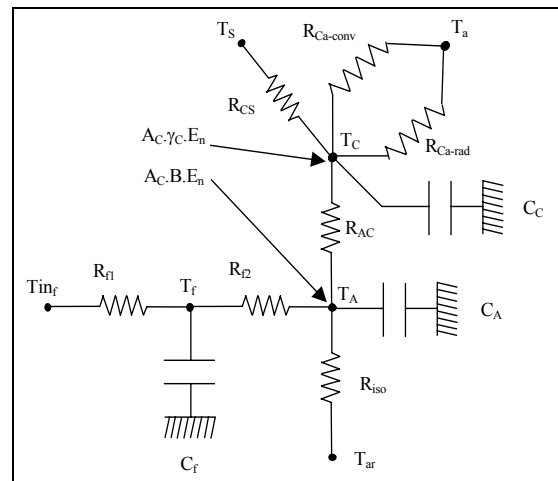 T_S
R_Ca-conv
T_a
R_CS
A_C.γ_C.E_n
T_C
R_Ca-rad
A_C.B.E_n
C_C
R_AC
R_f1
T_f
R_f2
Tin_f
T_A
C_A
R_iso
C_f
T_ar